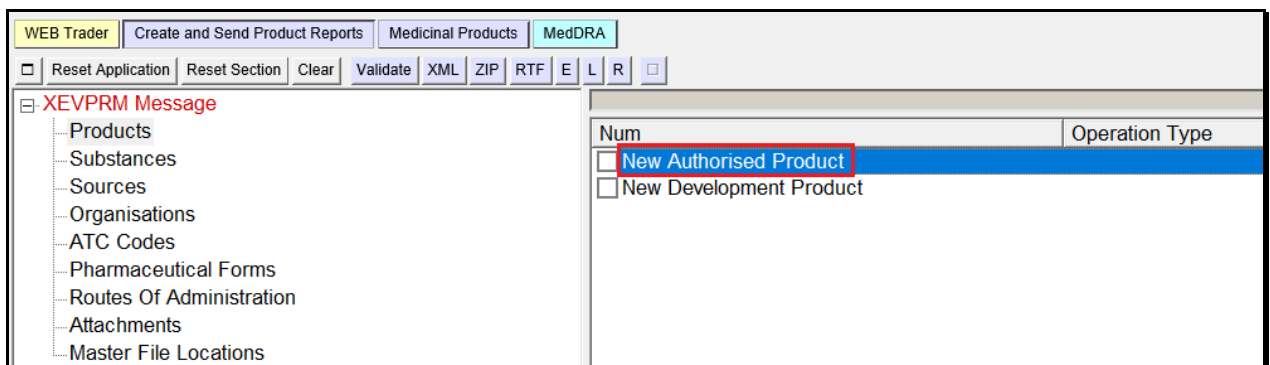 WEB Trader Create and Send Product Reports Medicinal Products MedDRA
Reset Application Reset Section Clear Validate XML ZIP RTF E L R
XEVPRM Message
Products
Substances
Sources
Organisations
ATC Codes
Pharmaceutical Forms
Routes Of Administration
Attachments
Master File Locations
Num Operation Type
New Authorised Product
New Development Product